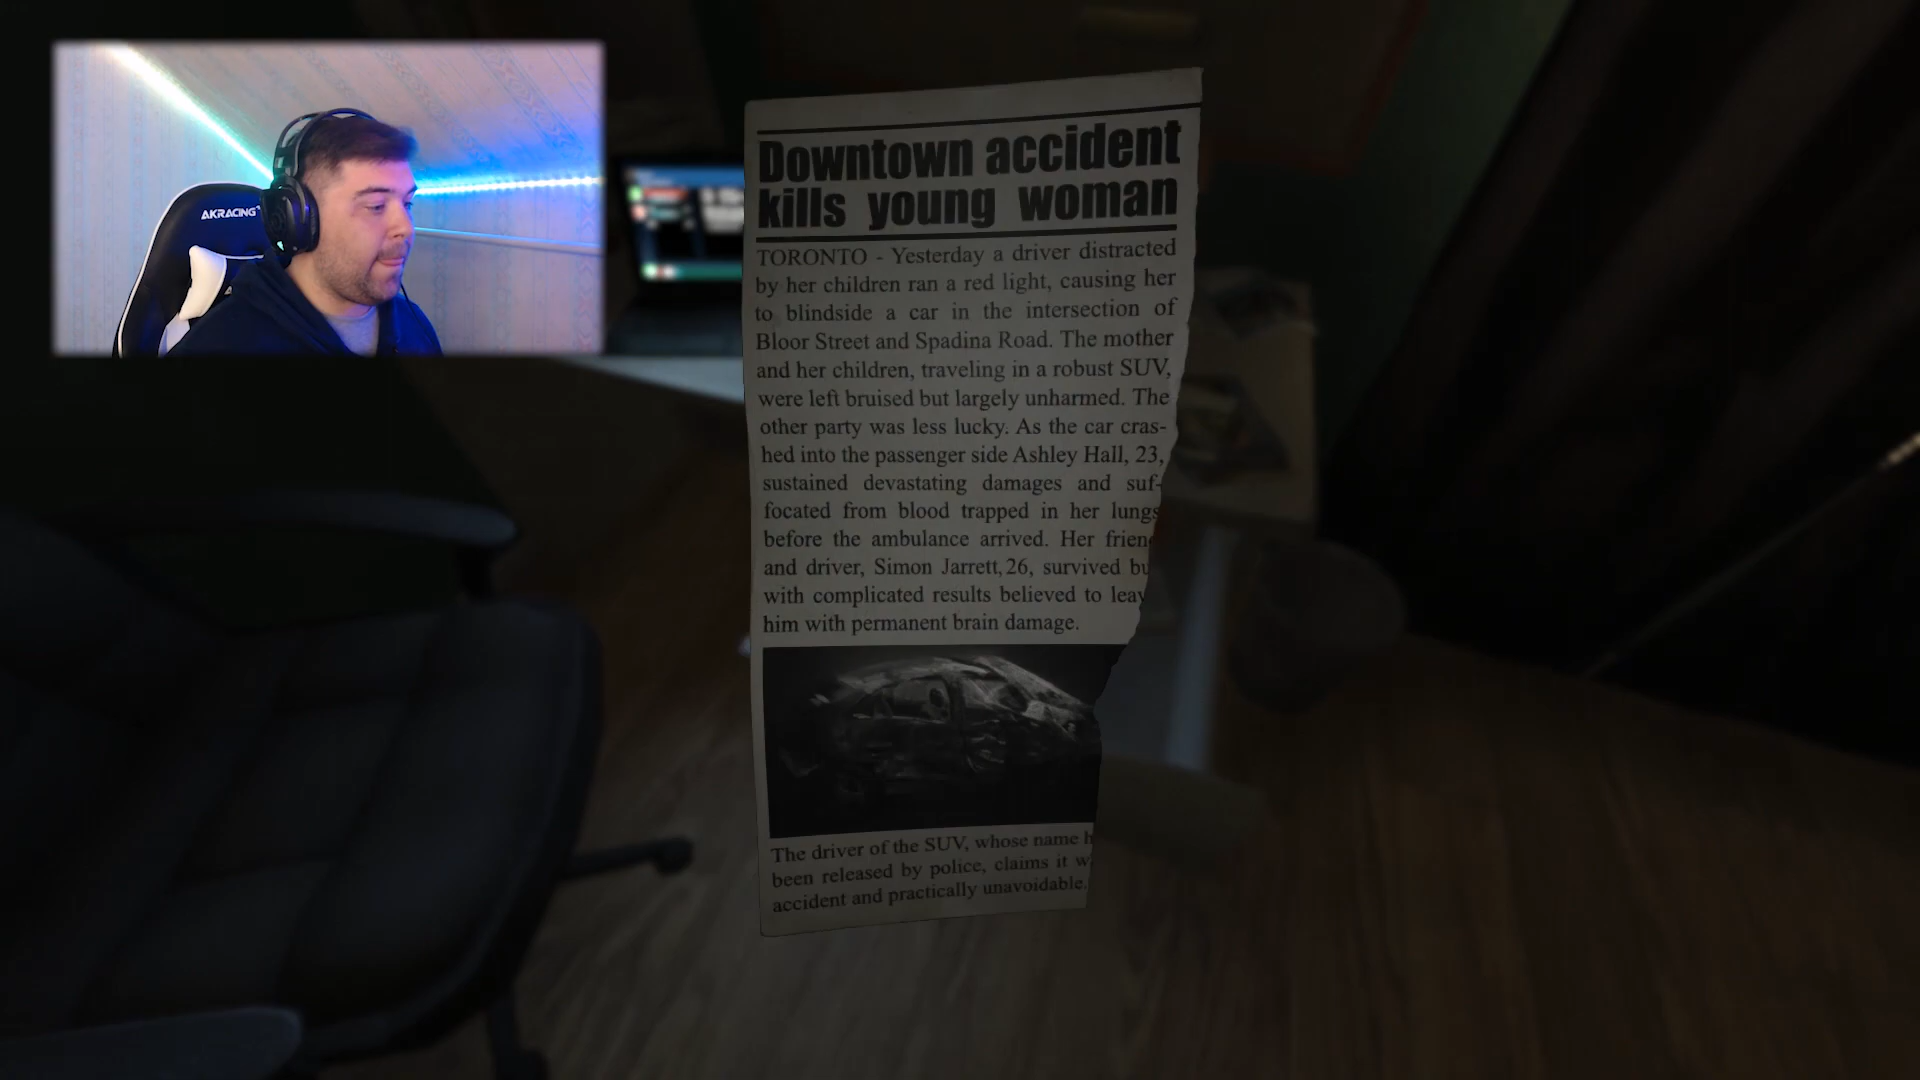 AKRACING
Downtown accident
kills young woman
TORONTO - Yesterday a driver distracted
by her children ran a red light, causing her
to blindside a car in the intersection of
Bloor Street and Spadina Road. The mother
and her children, traveling in a robust SUV,
were left bruised but largely unharmed. The
other party was less lucky. As the car cras-
hed into the passenger side Ashley Hall, 23,
sustained devastating damages and suf-
focated from blood trapped in her lungs
before the ambulance arrived. Her frien
and driver, Simon Jarrett, 26, survived bu
with complicated results believed to leav
him with permanent brain damage.
The driver of the SUV, whose name h
been released by police, claims it w
accident and practically unavoidable.